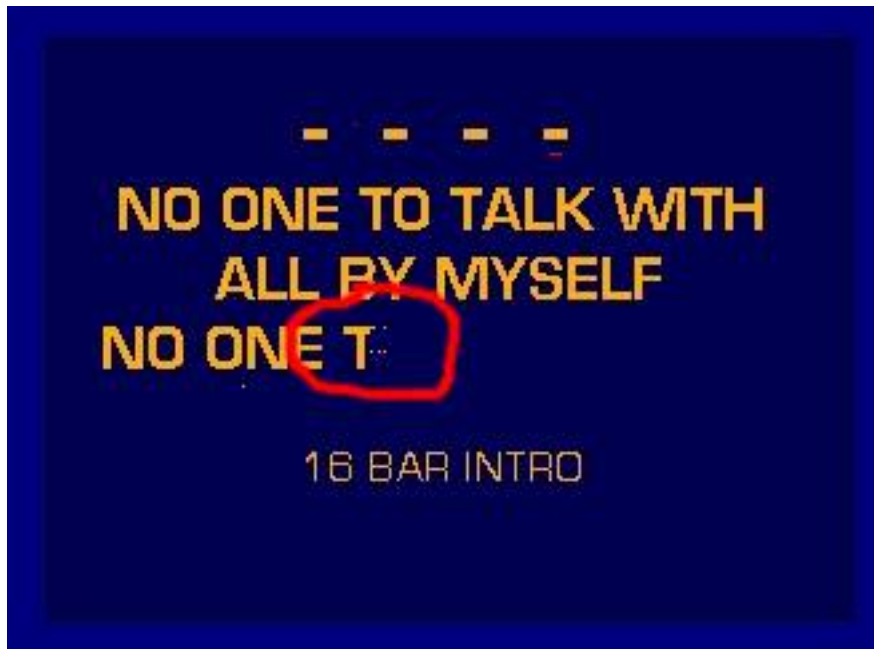 - - - -
NO ONE TO TALK WITH
ALL BY MYSELF
NO ONE T
16 BAR INTRO